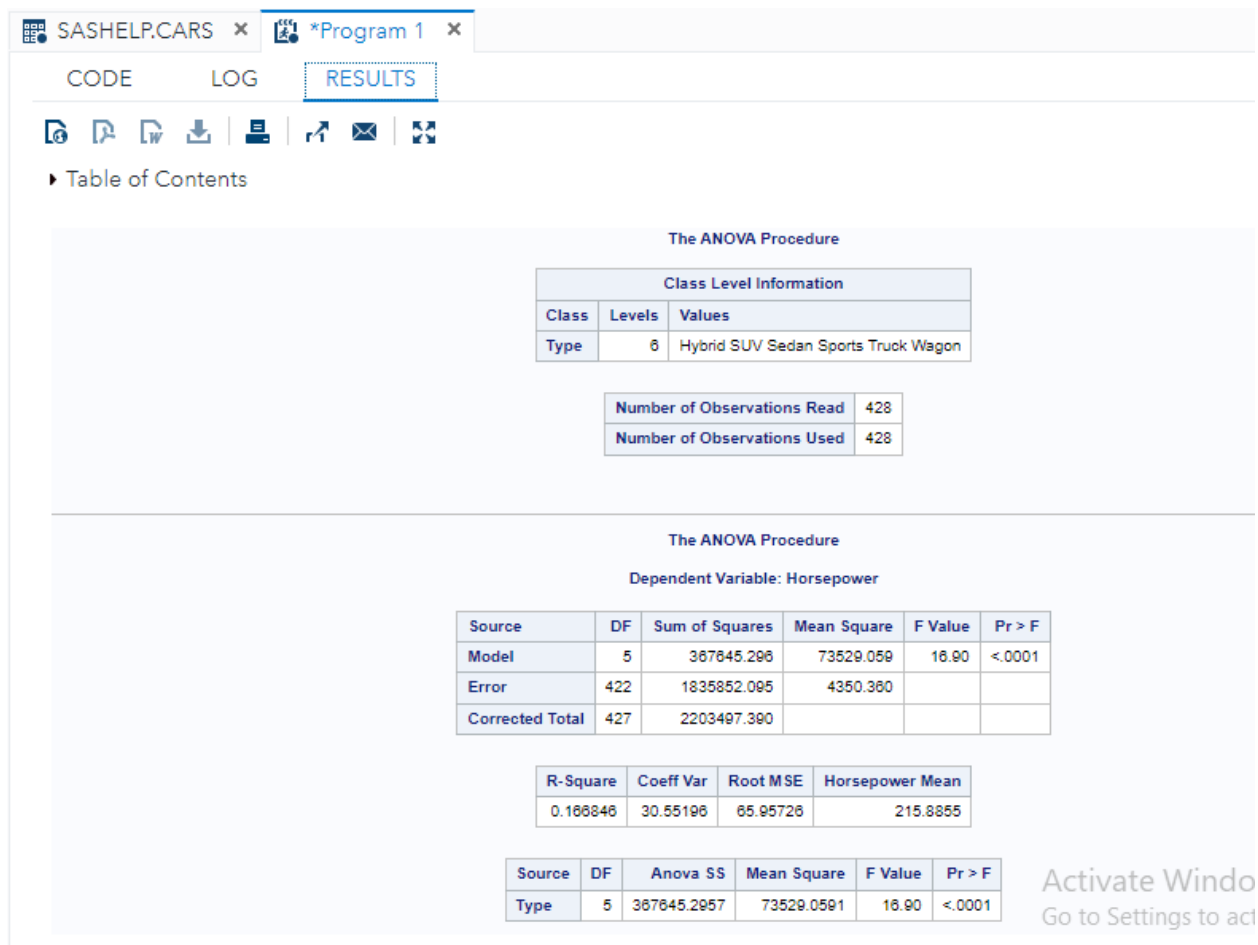 SASHELP.CARS × *Program 1 ×
CODE LOG RESULTS
Table of Contents
The ANOVA Procedure
Class Level Information
Class Levels Values
Type 6 Hybrid SUV Sedan Sports Truck Wagon
Number of Observations Read 428
Number of Observations Used 428
The ANOVA Procedure
Dependent Variable: Horsepower
Source DF Sum of Squares Mean Square F Value Pr > F
Model 5 367645.296 73529.059 16.90 <.0001
Error 422 1835852.095 4350.360
Corrected Total 427 2203497.390
R-Square Coeff Var Root MSE Horsepower Mean
0.166846 30.55196 65.95726 215.8855
Source DF Anova SS Mean Square F Value Pr > F
Type 5 367645.2957 73529.0591 16.90 <.0001
Activate Windo
Go to Settings to act